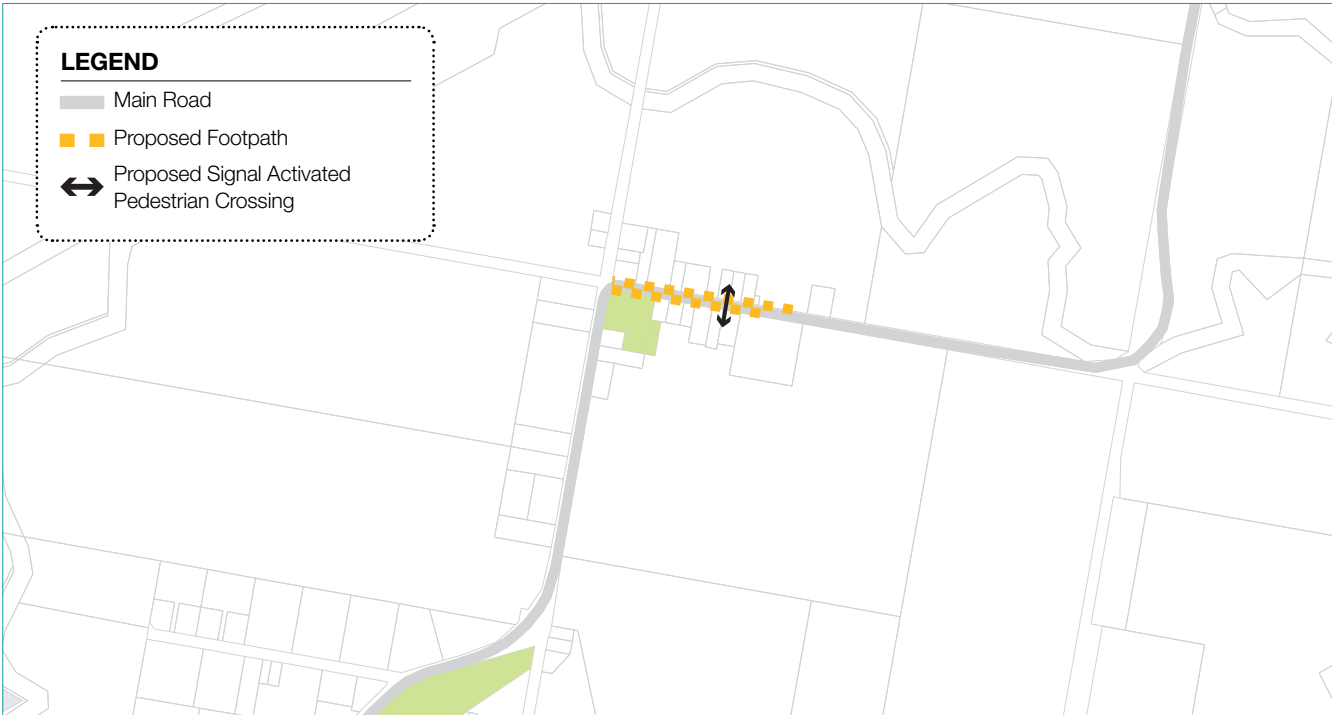 LEGEND
Main Road
Proposed Footpath
Proposed Signal Activated
Pedestrian Crossing